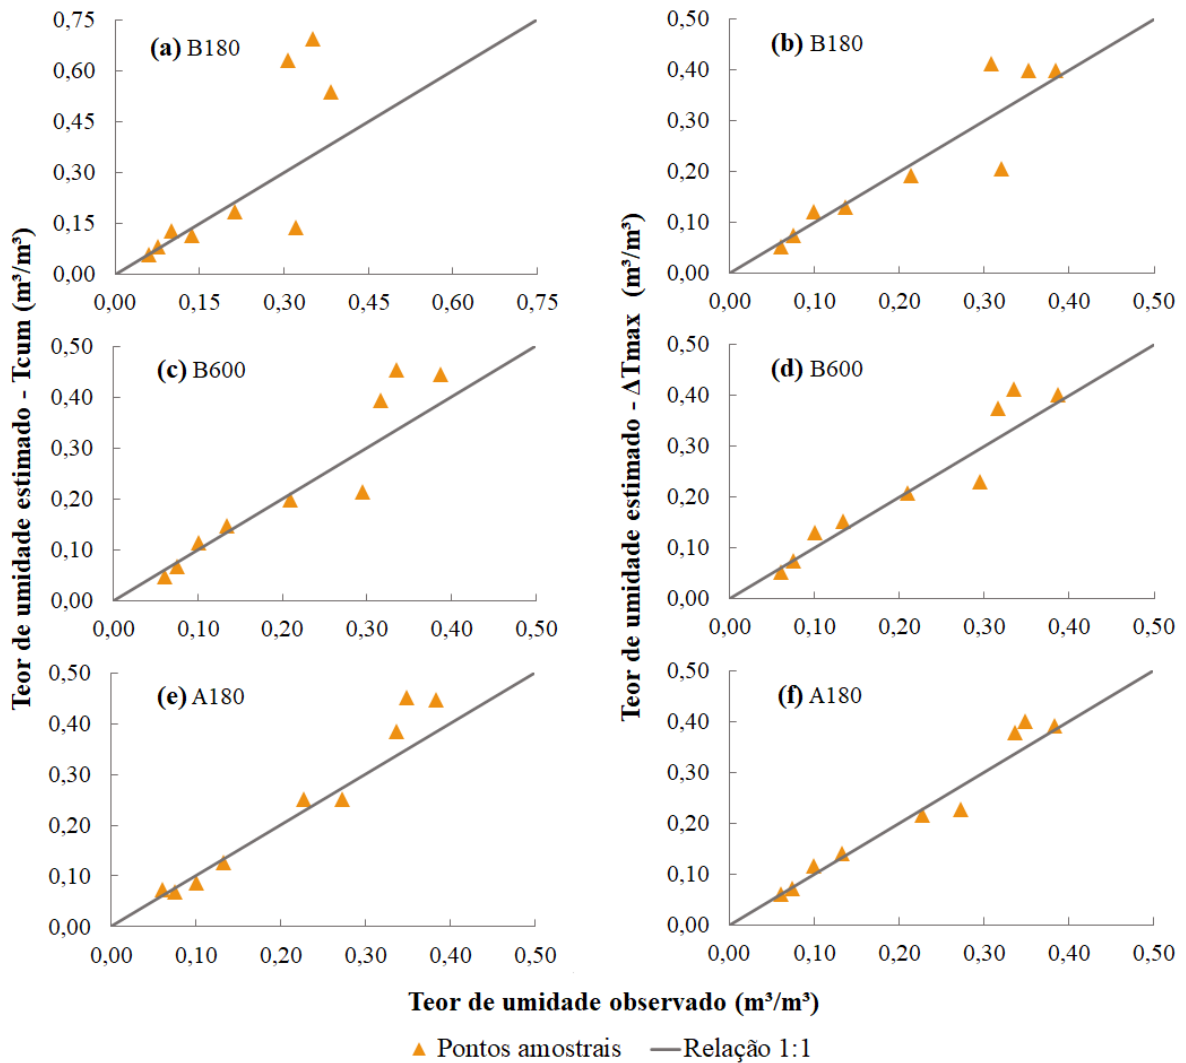 Teor de umidade estimado - Tcum (m³/m³)
(a) B180
0,75
0,60
0,45
0,30
0,15
0,00
0,00 0,15 0,30 0,45 0,60 0,75
(c) B600
0,50
0,40
0,30
0,20
0,10
0,00
0,00 0,10 0,20 0,30 0,40 0,50
(e) A180
0,50
0,40
0,30
0,20
0,10
0,00
0,00 0,10 0,20 0,30 0,40 0,50
Teor de umidade estimado - ΔTmax (m³/m³)
(b) B180
0,50
0,40
0,30
0,20
0,10
0,00
0,00 0,10 0,20 0,30 0,40 0,50
(d) B600
0,50
0,40
0,30
0,20
0,10
0,00
0,00 0,10 0,20 0,30 0,40 0,50
(f) A180
0,50
0,40
0,30
0,20
0,10
0,00
0,00 0,10 0,20 0,30 0,40 0,50
Teor de umidade observado (m³/m³)
Pontos amostrais Relação 1:1